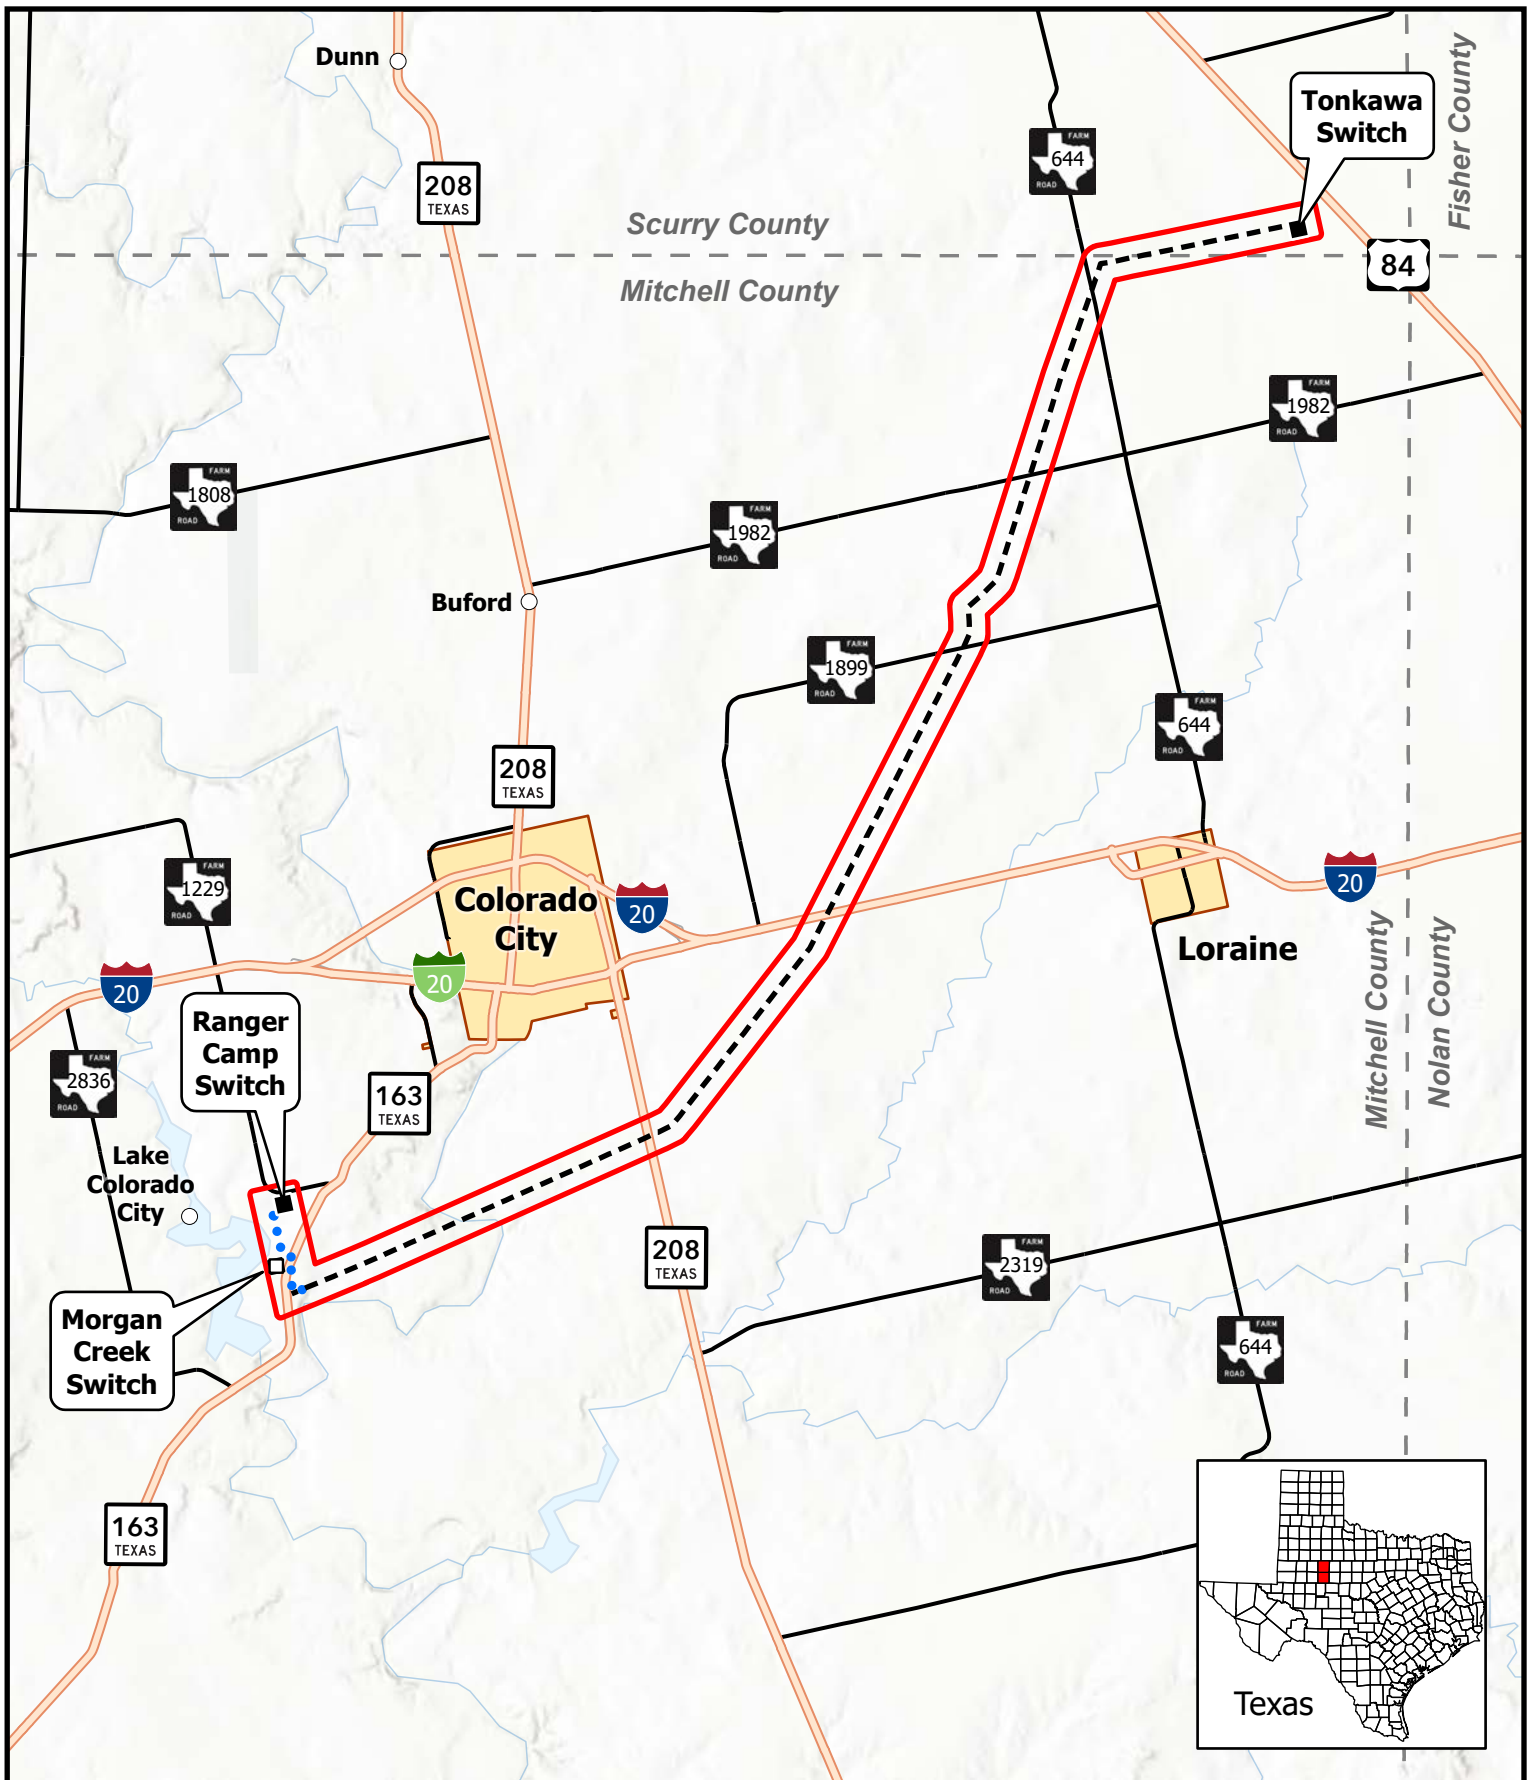 Dunn
Tonkawa
Switch
Fisher County
FARM
644
ROAD
208
TEXAS
Scurry County
Mitchell County
84
FARM
1982
ROAD
FARM
1808
ROAD
FARM
1982
ROAD
Buford
FARM
1899
ROAD
FARM
644
ROAD
208
TEXAS
FARM
1229
ROAD
Colorado
City
20
20
Loraine
20
20
Mitchell County
Nolan County
Ranger
Camp
Switch
FARM
2836
ROAD
163
TEXAS
Lake
Colorado
City
208
TEXAS
FARM
2319
ROAD
Morgan
Creek
Switch
FARM
644
ROAD
163
TEXAS
Texas